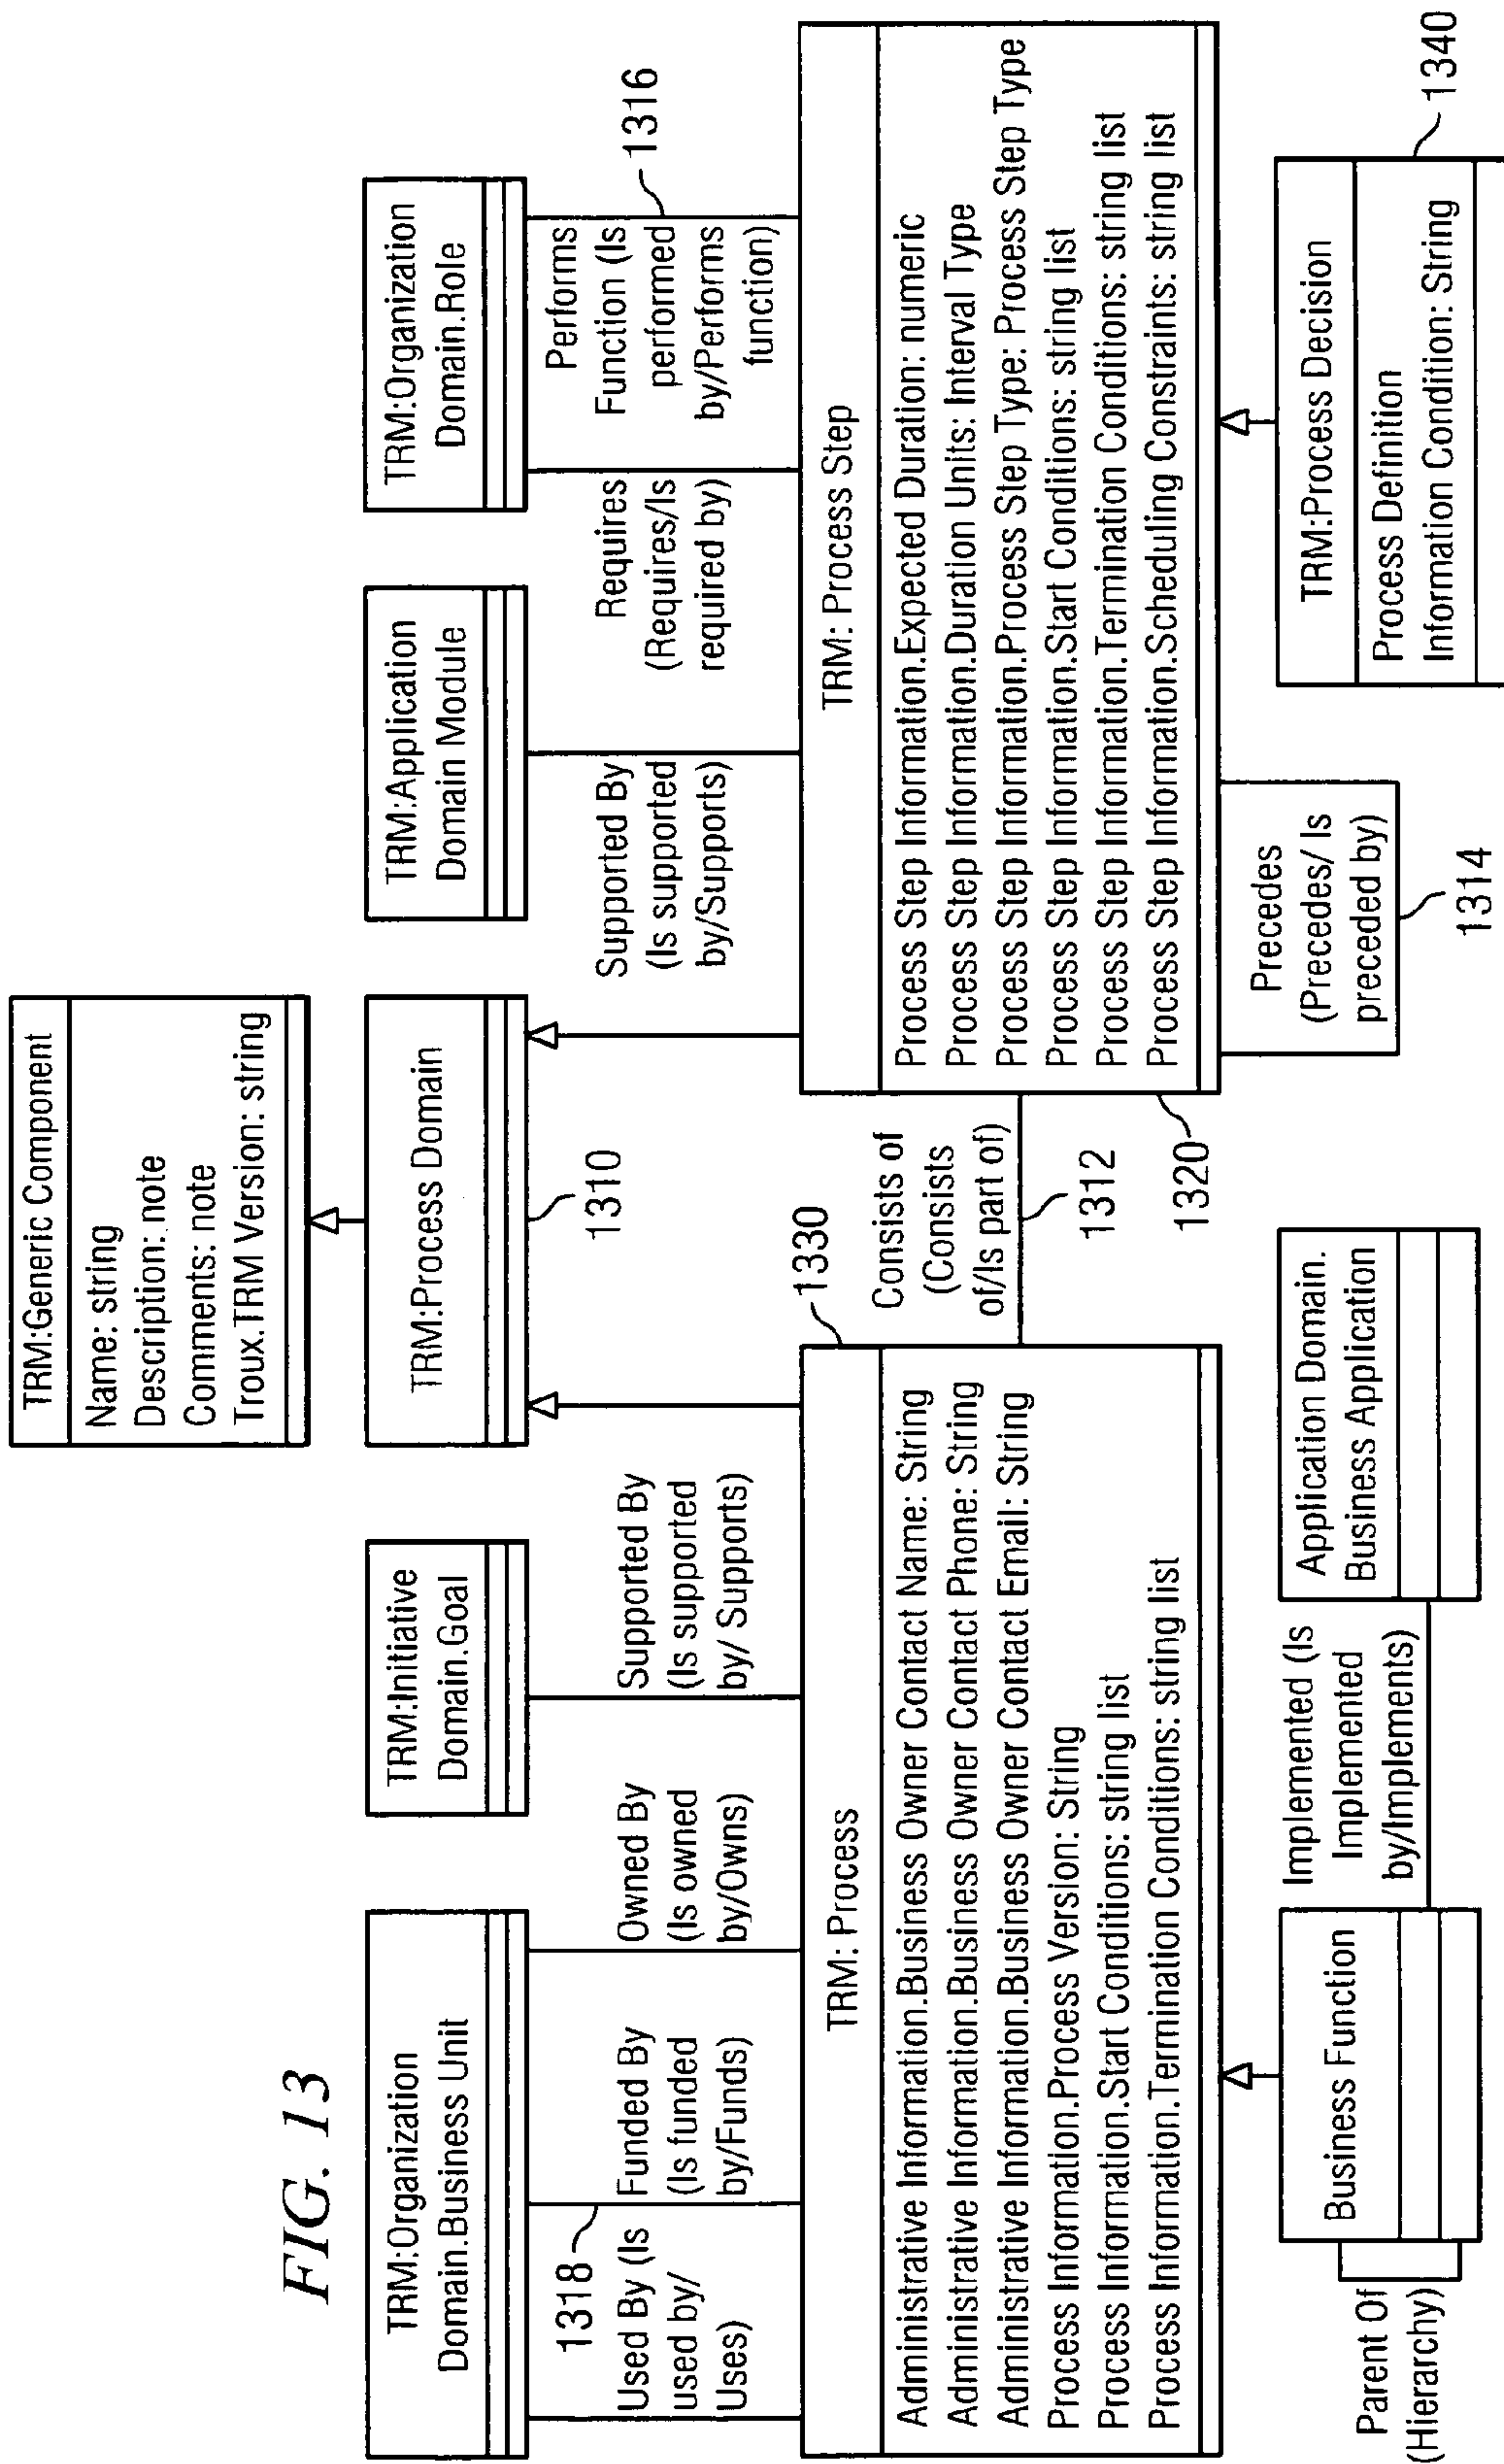 FIG. 13
TRM:Generic Component
Name: string
Description: note
Comments: note
Troux.TRM Version: string
TRM:Organization
Domain.Business Unit
TRM:Initiative
Domain.Goal
TRM:Process Domain
1310
TRM:Application
Domain Module
TRM:Organization
Domain.Role
1318
Used By (Is
used by/
Uses)
Funded By
(Is funded
by/Funds)
Owned By
(Is owned
by/Owns)
Supported By
(Is supported
by/ Supports)
Supported By
(Is supported
by/Supports)
Requires
(Requires/Is
required by)
Performs
Function (Is
performed
by/Performs
function)
1316
TRM: Process
Administrative Information.Business Owner Contact Name: String
Administrative Information.Business Owner Contact Phone: String
Administrative Information.Business Owner Contact Email: String
Process Information.Process Version: String
Process Information.Start Conditions: string list
Process Information.Termination Conditions: string list
1330
Consists of
(Consists
of/Is part of)
1312
1320
TRM: Process Step
Process Step Information.Expected Duration: numeric
Process Step Information.Duration Units: Interval Type
Process Step Information.Process Step Type: Process Step Type
Process Step Information.Start Conditions: string list
Process Step Information.Termination Conditions: string list
Process Step Information.Scheduling Constraints: string list
Parent Of
(Hierarchy)
Business Function
Implemented (Is
Implemented
by/Implements)
Application Domain.
Business Application
Precedes
(Precedes/ Is
preceded by)
1314
TRM:Process Decision
Process Definition
Information Condition: String
1340